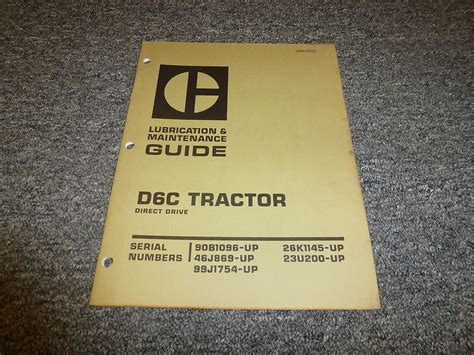 LUBRICATION &
MAINTENANCE
GUIDE
D6C TRACTOR
DIRECT DRIVE
SERIAL NUMBERS
90B1096-UP
46J869-UP
99J1754-UP
26K1145-UP
23U200-UP